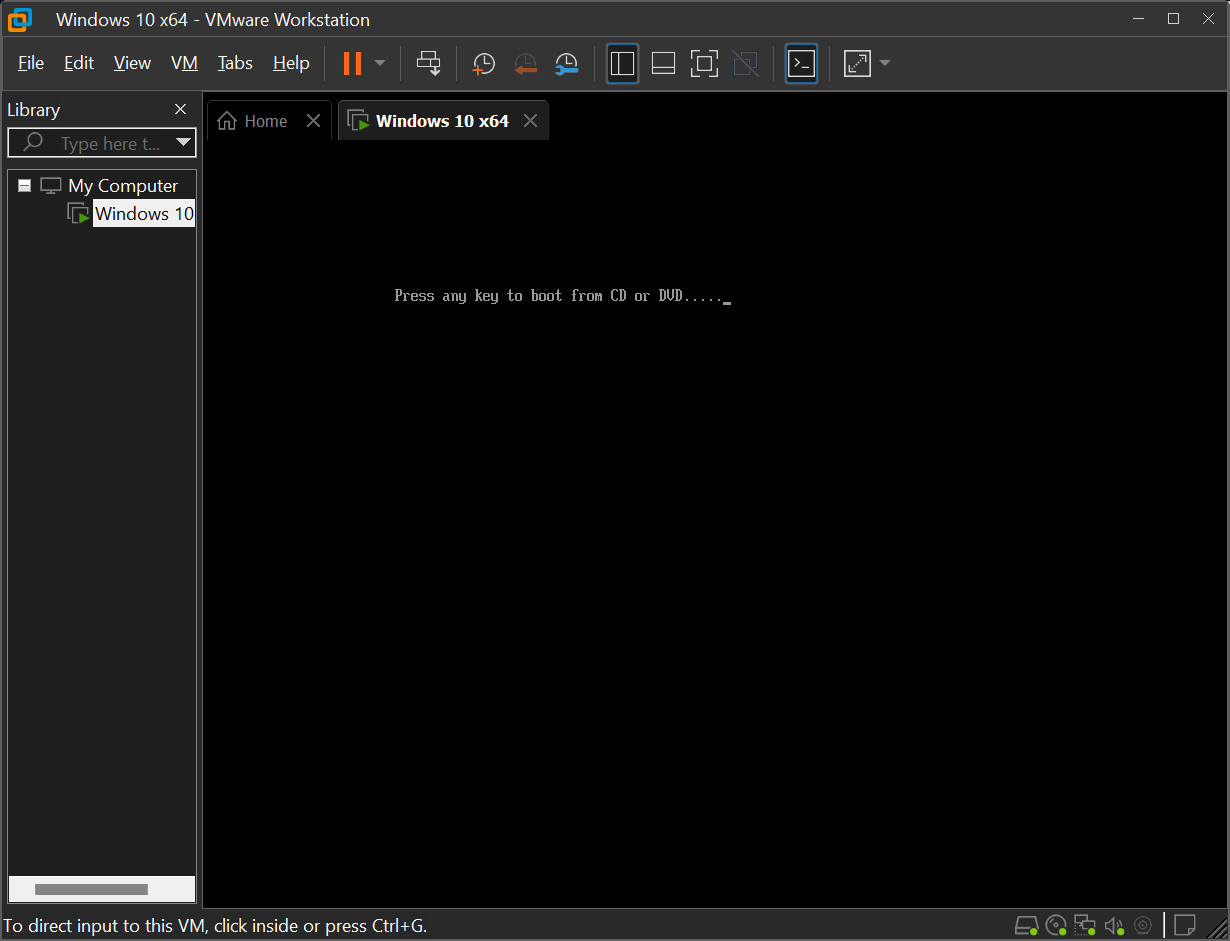 Windows 10 x64 - VMware Workstation
File Edit View VM Tabs Help
Library
Home
Windows 10 x64
Type here t...
My Computer
Windows 10
Press any key to boot from CD or DVD....._
To direct input to this VM, click inside or press Ctrl+G.